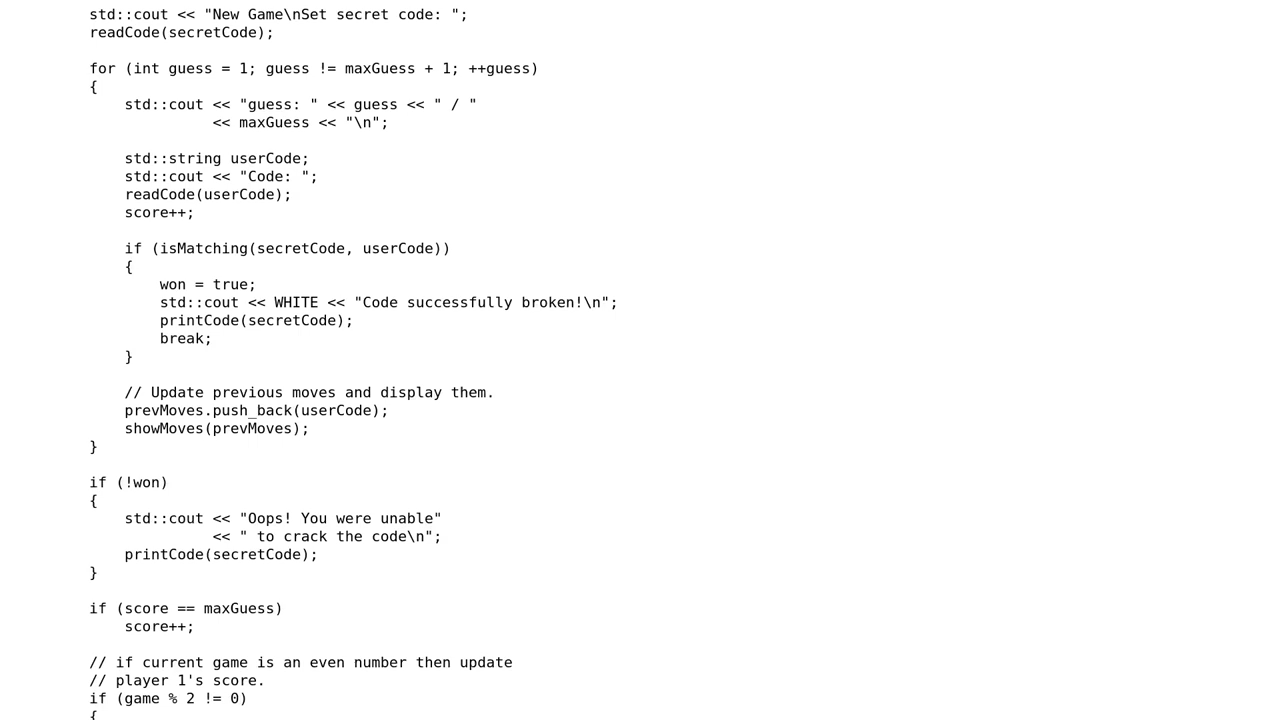 std::cout << "New Game\nSet secret code: ";
readCode(secretCode);

for (int guess = 1; guess != maxGuess + 1; ++guess)
{
    std::cout << "guess: " << guess << " / "
              << maxGuess << "\n";

    std::string userCode;
    std::cout << "Code: ";
    readCode(userCode);
    score++;

    if (isMatching(secretCode, userCode))
    {
        won = true;
        std::cout << WHITE << "Code successfully broken!\n";
        printCode(secretCode);
        break;
    }

    // Update previous moves and display them.
    prevMoves.push_back(userCode);
    showMoves(prevMoves);
}

if (!won)
{
    std::cout << "Oops! You were unable"
              << " to crack the code\n";
    printCode(secretCode);
}

if (score == maxGuess)
    score++;

// if current game is an even number then update
// player 1's score.
if (game % 2 != 0)
{